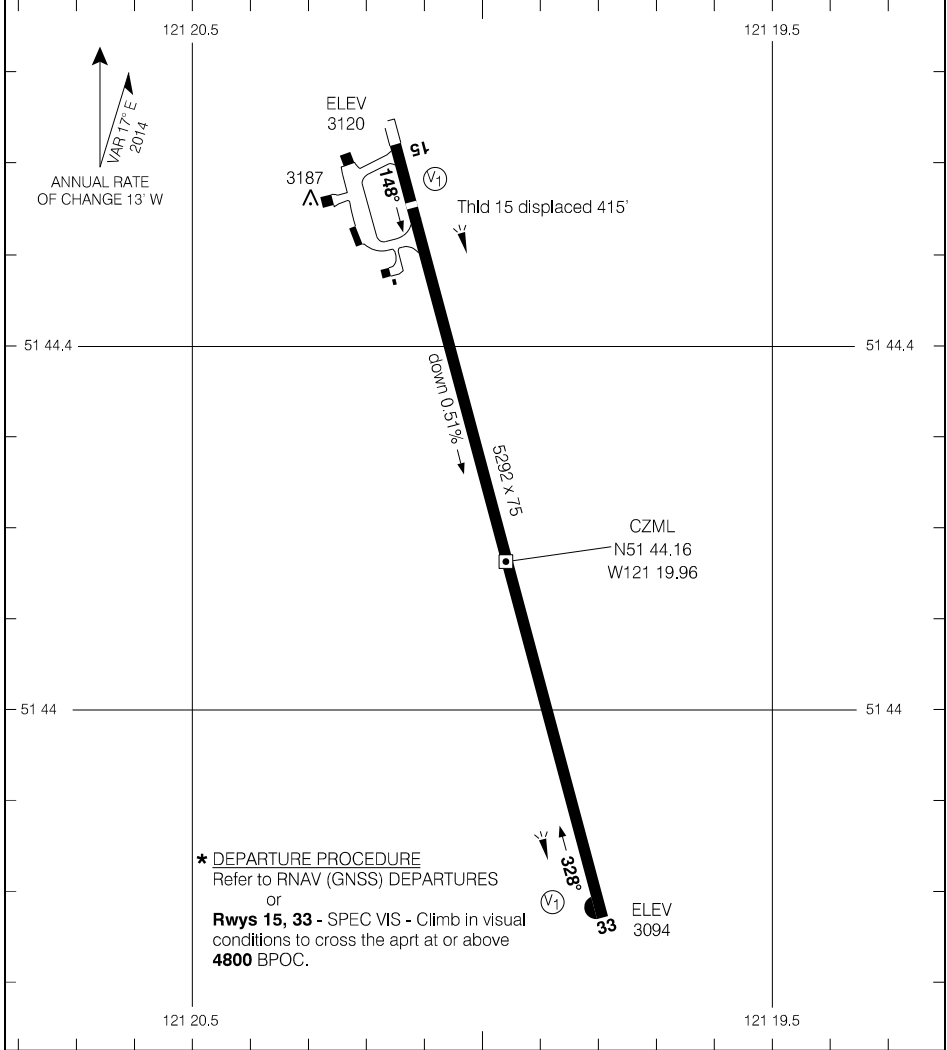 121 20.5
121 19.5
VAR 17° E
2014
ANNUAL RATE
OF CHANGE 13' W
ELEV
3120
15
V1
3187
148°
Thld 15 displaced 415'
51 44.4
51 44.4
down 0.51%
5292 x 75
CZML
N51 44.16
W121 19.96
51 44
51 44
* DEPARTURE PROCEDURE
Refer to RNAV (GNSS) DEPARTURES
or
Rwys 15, 33 - SPEC VIS - Climb in visual
conditions to cross the aprt at or above
4800 BPOC.
328°
V1
33
ELEV
3094
121 20.5
121 19.5